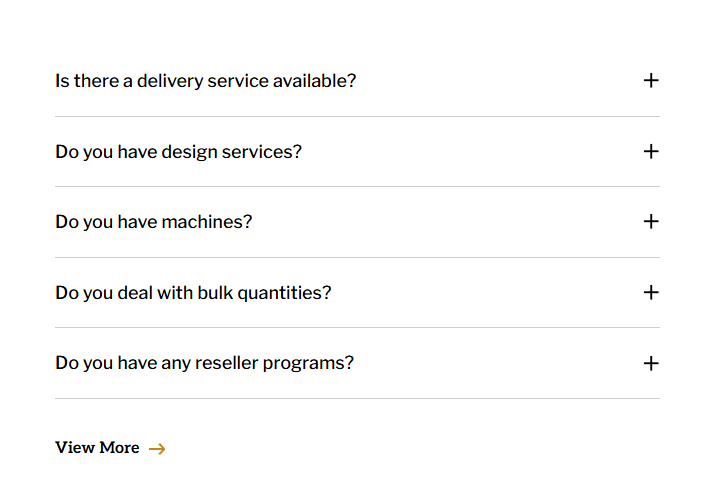 Is there a delivery service available?
Do you have design services?
Do you have machines?
Do you deal with bulk quantities?
Do you have any reseller programs?
View More